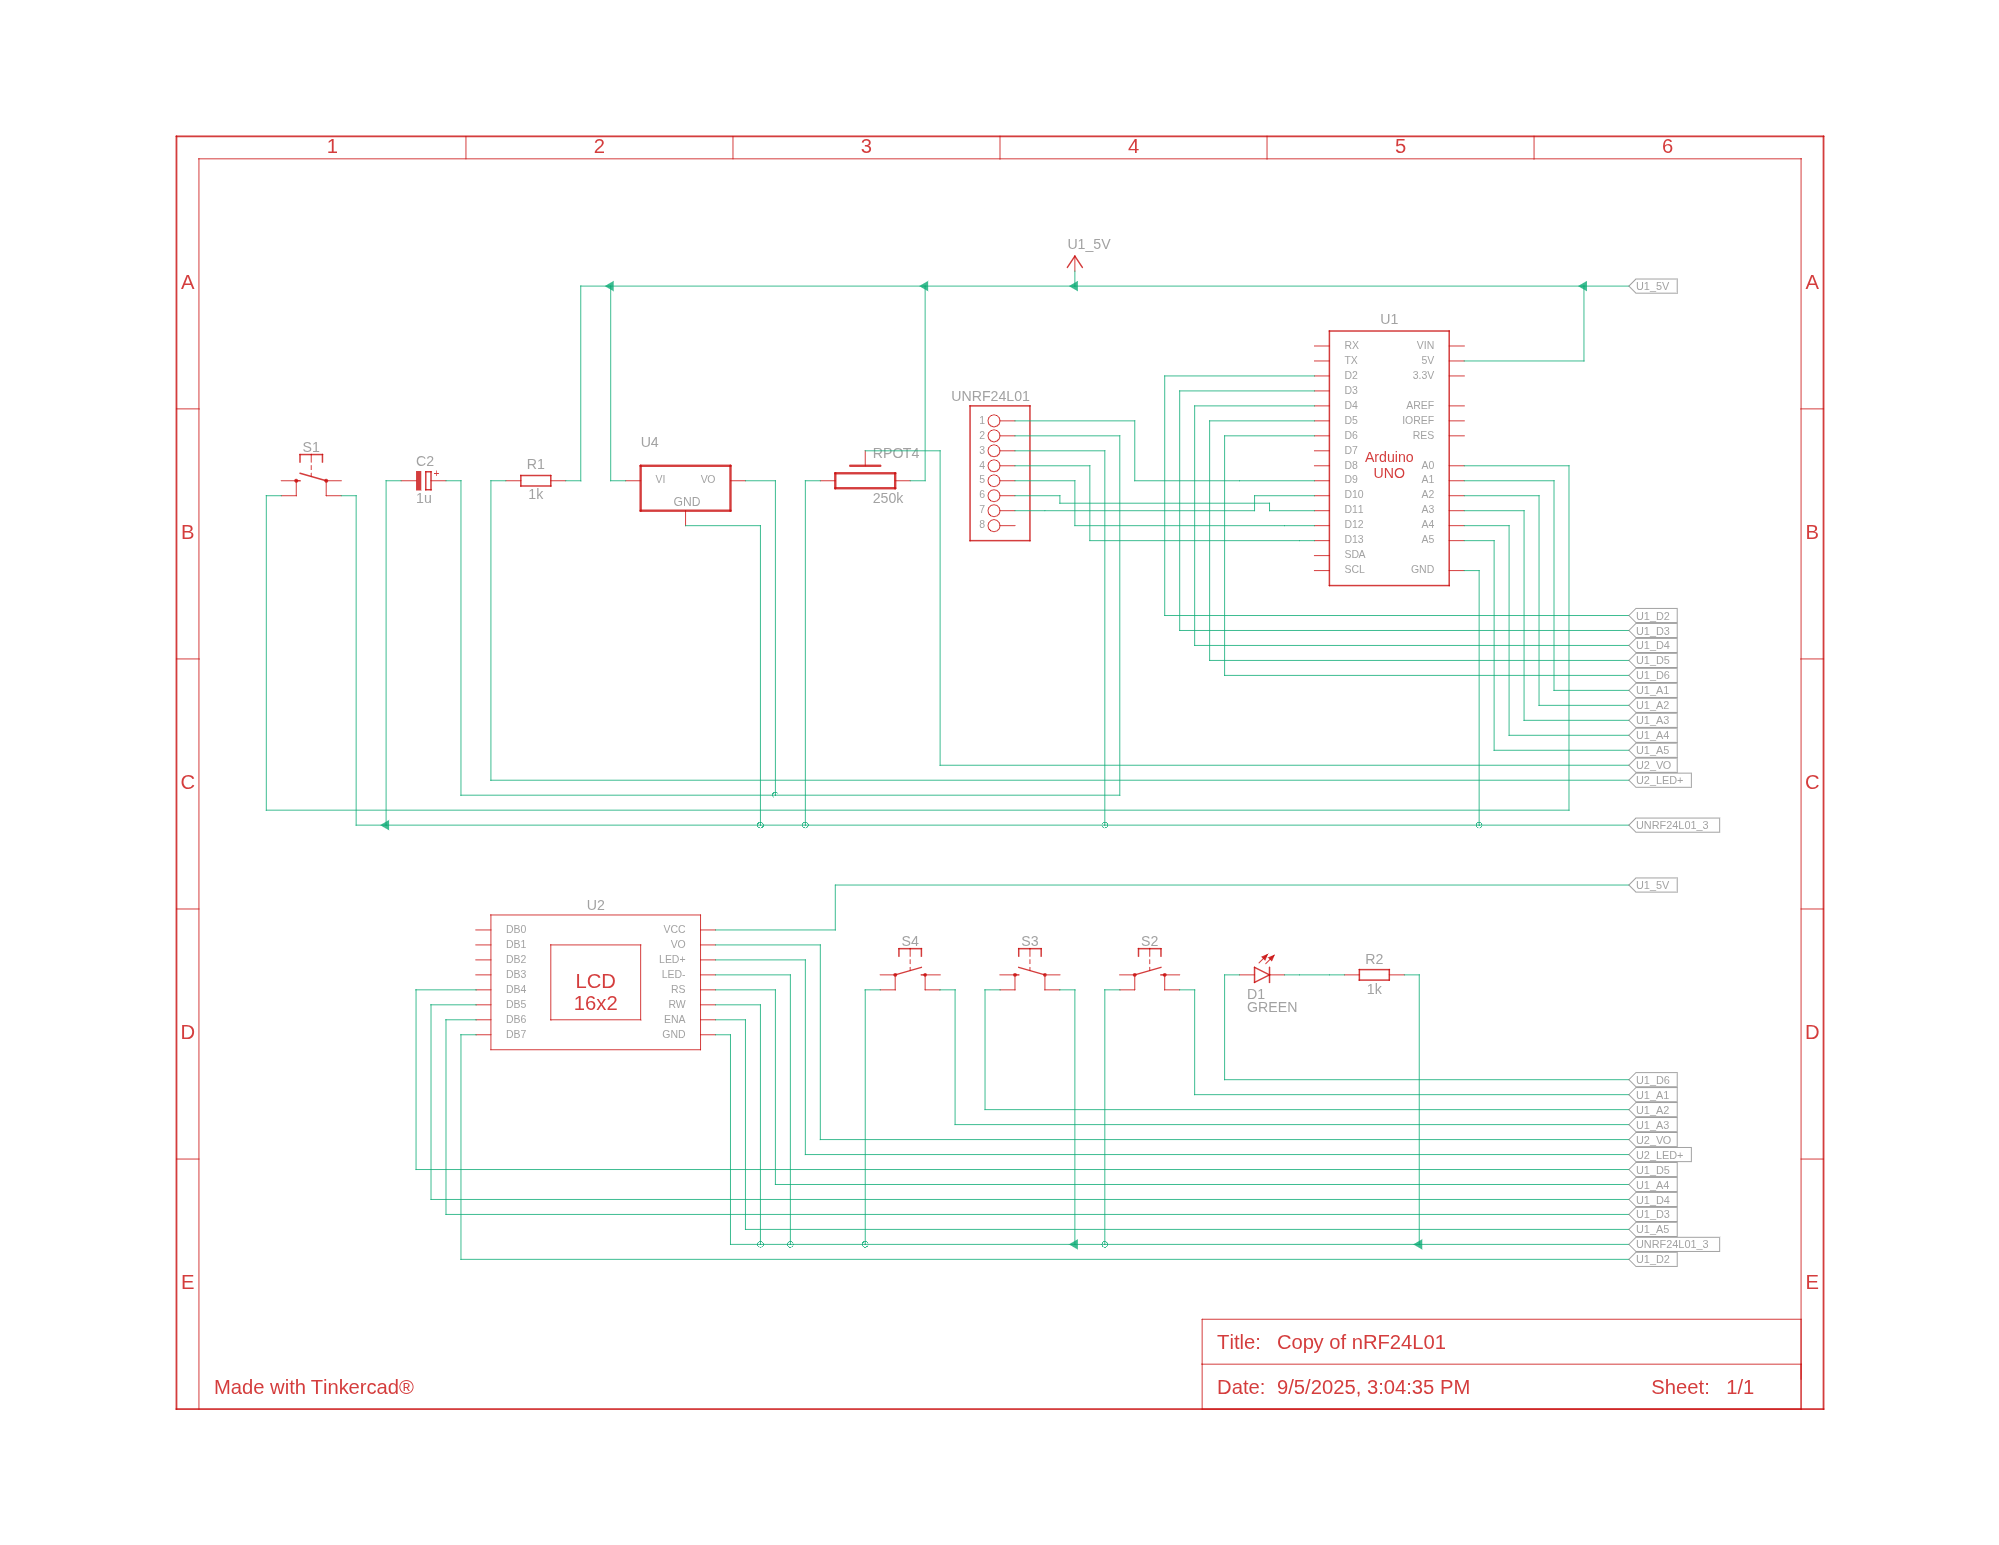 1 2 3 4 5 6
A A
U1_5V
U1_5V
U1
RX VIN
TX 5V
D2 3.3V
D3
D4 AREF
D5 IOREF
D6 RES
D7
D8 A0
D9 A1
D10 A2
D11 A3
D12 A4
D13 A5
SDA
SCL GND
Arduino
UNO
UNRF24L01
1
2
3
4
5
6
7
8
S1
C2
+
1u
R1
1k
U4
VI VO
GND
RPOT4
250k
B B
U1_D2
U1_D3
U1_D4
U1_D5
U1_D6
U1_A1
U1_A2
U1_A3
U1_A4
U1_A5
U2_VO
U2_LED+
C C
UNRF24L01_3
U1_5V
U2
DB0 VCC
DB1 VO
DB2 LED+
DB3 LED-
DB4 RS
DB5 RW
DB6 ENA
DB7 GND
LCD
16x2
S4 S3 S2
D1
GREEN
R2
1k
D D
U1_D6
U1_A1
U1_A2
U1_A3
U2_VO
U2_LED+
U1_D5
U1_A4
U1_D4
U1_D3
U1_A5
UNRF24L01_3
U1_D2
E E
Title: Copy of nRF24L01
Made with Tinkercad®
Date: 9/5/2025, 3:04:35 PM Sheet: 1/1